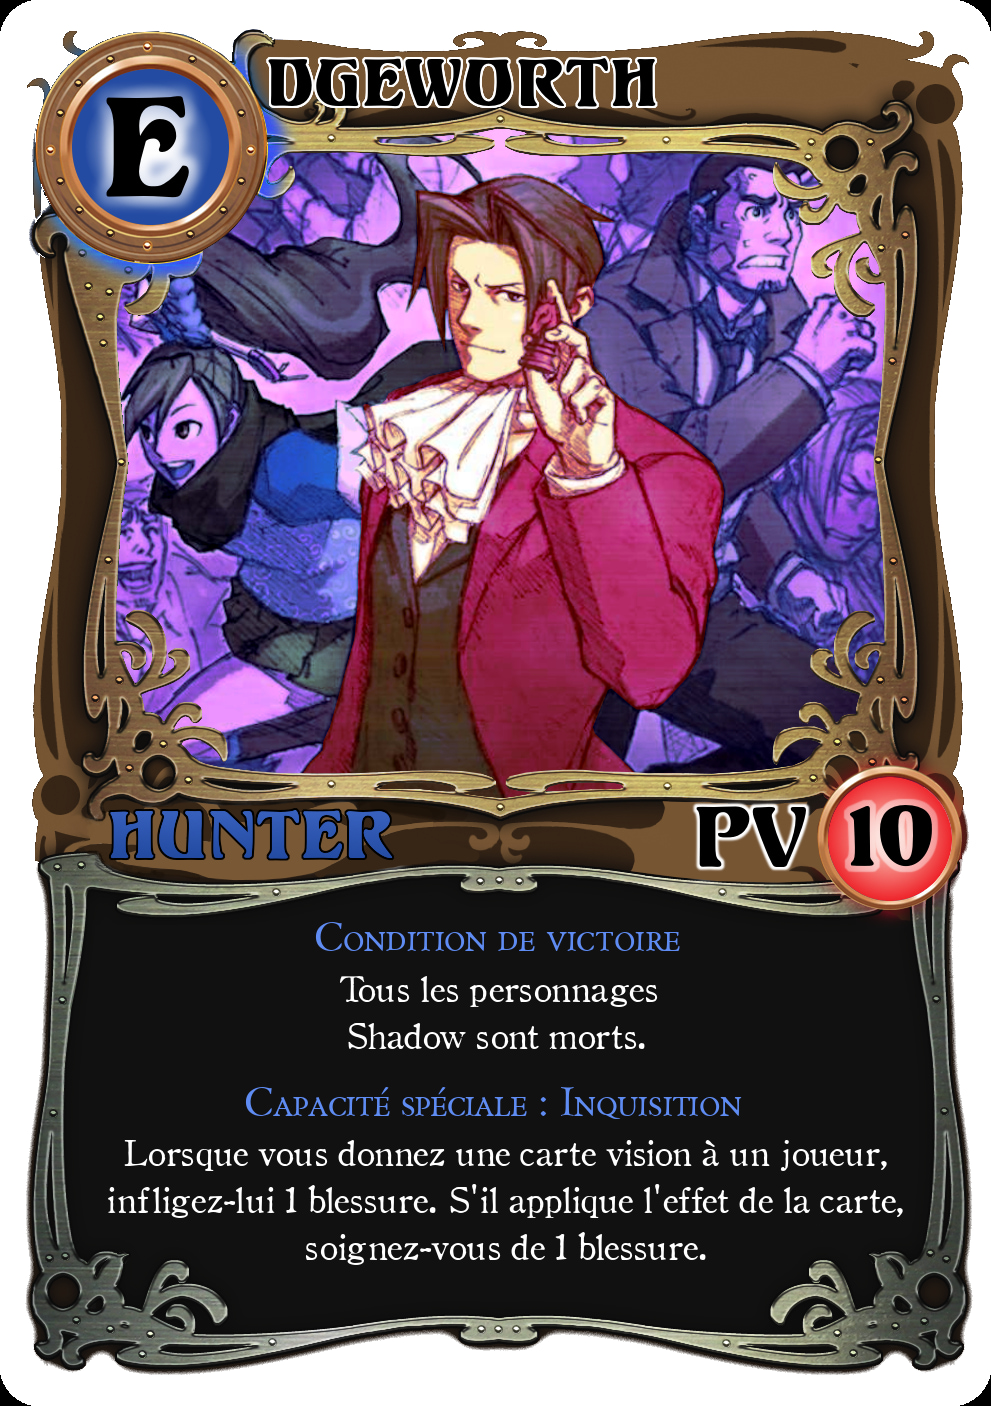 EDGEWORTH
HUNTER
PV 10
Condition de victoire
Tous les personnages
Shadow sont morts.
Capacité spéciale : Inquisition
Lorsque vous donnez une carte vision à un joueur,
infligez-lui 1 blessure. S'il applique l'effet de la carte,
soignez-vous de 1 blessure.